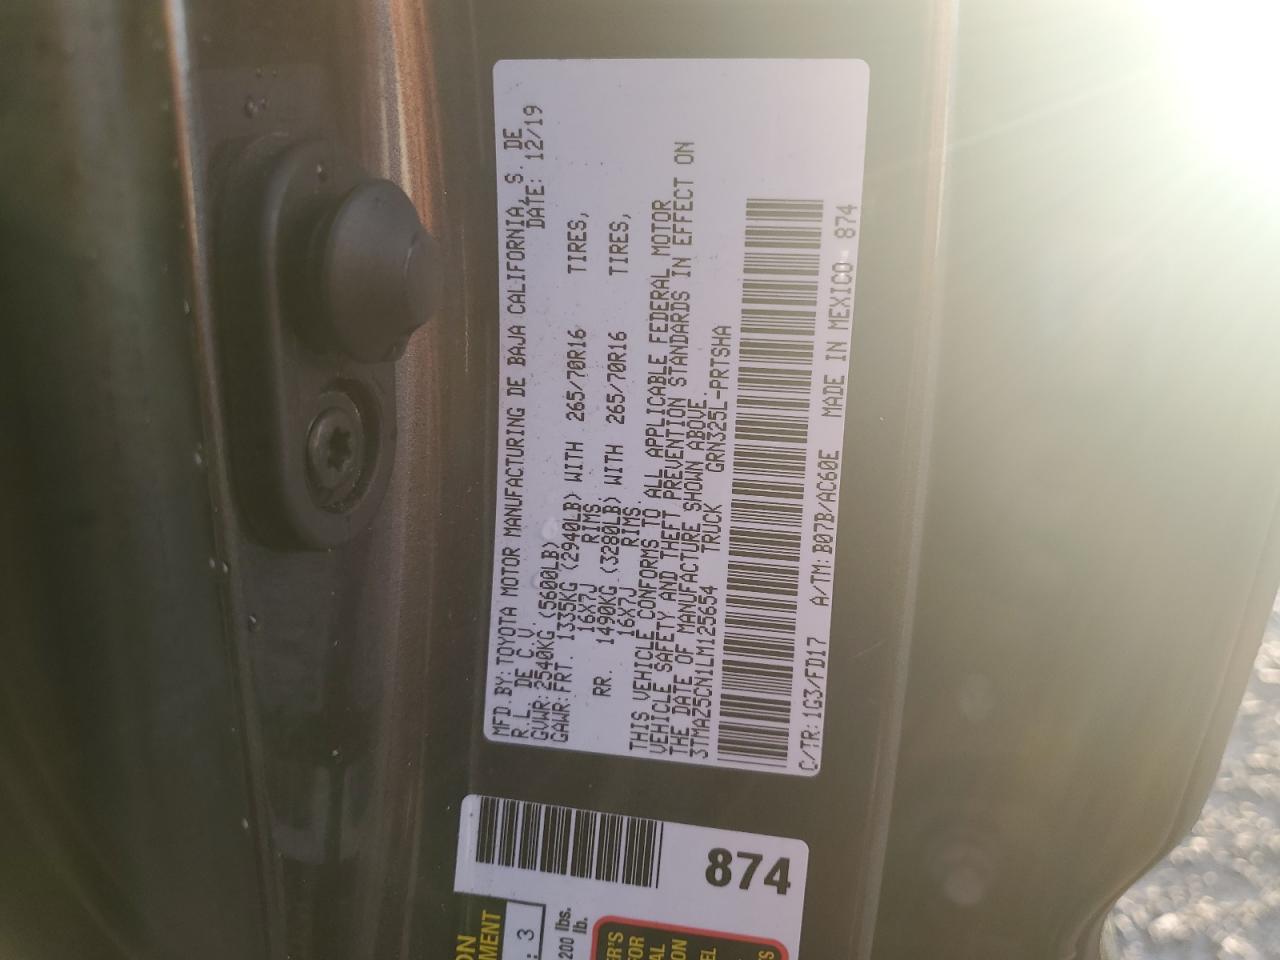 MFD.BY:TOYOTA MOTOR MANUFACTURING DE BAJA CALIFORNIA, S. DE
R.L. DE C.V. DATE: 12/19
GVWR:2540KG (5600LB)
GAWR:FRT. 1335KG (2940LB) WITH 265/70R16 TIRES,
16X7J RIMS
RR. 1490KG (3280LB) WITH 265/70R16 TIRES,
16X7J RIMS.
THIS VEHICLE CONFORMS TO ALL APPLICABLE FEDERAL MOTOR
VEHICLE SAFETY AND THEFT PREVENTION STANDARDS IN EFFECT ON
THE DATE OF MANUFACTURE SHOWN ABOVE.
3TMAZ5CN1LM125654 TRUCK GRN325L-PRTSHA
C/TR:1G3/FD17 A/TM:B07B/AC60E MADE IN MEXICO 874
874
: 3
200 lbs.
lb.